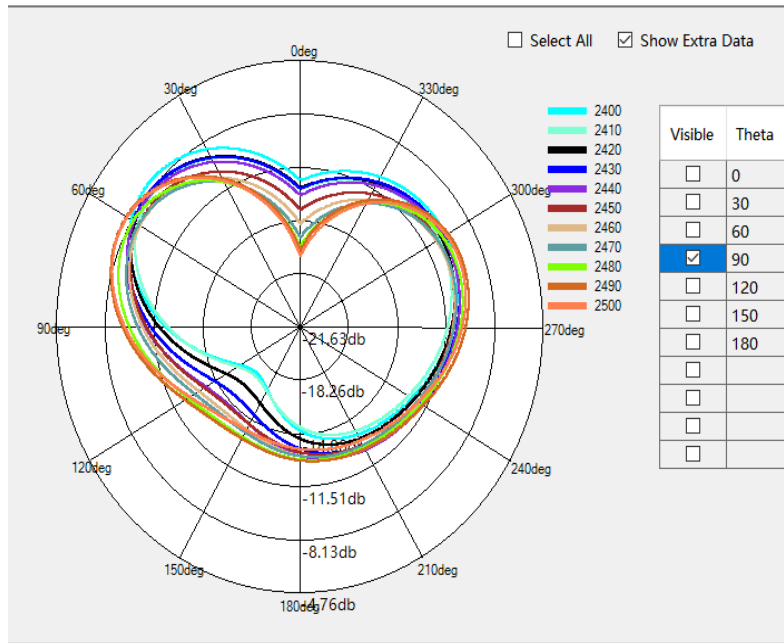 Select All
Show Extra Data
0deg
30deg
330deg
60deg
300deg
90deg
270deg
120deg
240deg
150deg
210deg
180deg
-21.63db
-18.26db
-11.51db
-8.13db
-4.76db
2400
2410
2420
2430
2440
2450
2460
2470
2480
2490
2500
Visible Theta
0
30
60
90
120
150
180